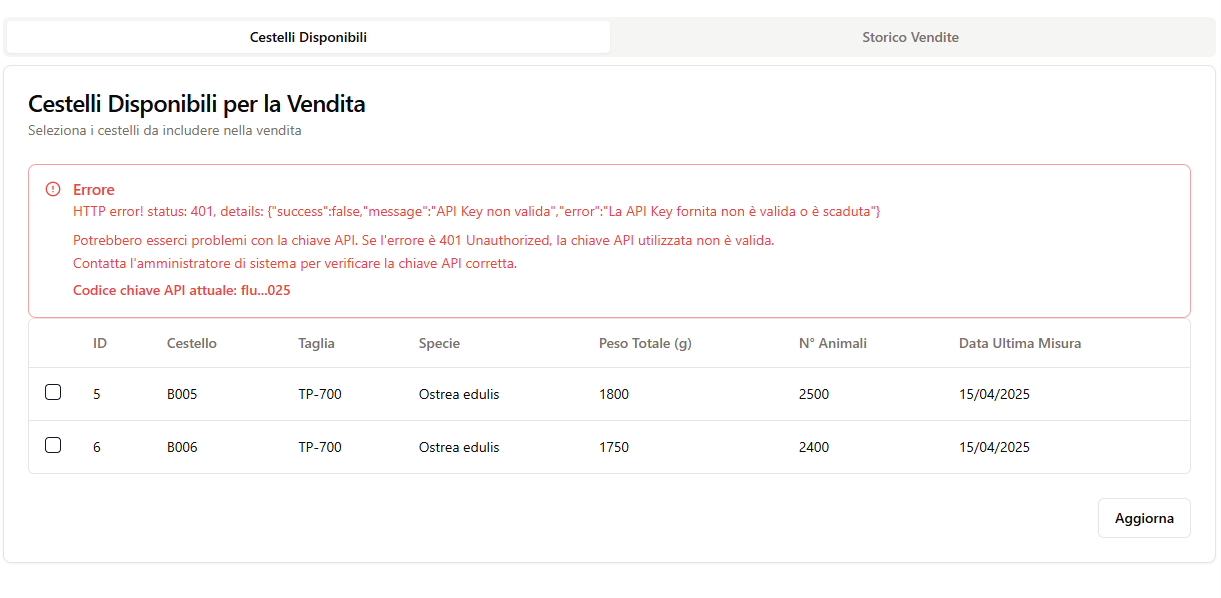 Cestelli Disponibili Storico Vendite
Cestelli Disponibili per la Vendita
Seleziona i cestelli da includere nella vendita
Errore
HTTP error! status: 401, details: {"success":false,"message":"API Key non valida","error":"La API Key fornita non è valida o è scaduta"}
Potrebbero esserci problemi con la chiave API. Se l'errore è 401 Unauthorized, la chiave API utilizzata non è valida.
Contatta l'amministratore di sistema per verificare la chiave API corretta.
Codice chiave API attuale: flu...025
ID Cestello Taglia Specie Peso Totale (g) N° Animali Data Ultima Misura
5 B005 TP-700 Ostrea edulis 1800 2500 15/04/2025
6 B006 TP-700 Ostrea edulis 1750 2400 15/04/2025
Aggiorna